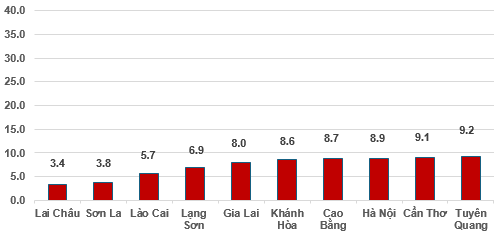 40.0
35.0
30.0
25.0
20.0
15.0
10.0
5.0
0.0
3.4
3.8
5.7
6.9
8.0
8.6
8.7
8.9
9.1
9.2
Lai Châu
Sơn La
Lào Cai
Lạng
Sơn
Gia Lai
Khánh
Hòa
Cao
Bằng
Hà Nội
Cần Thơ
Tuyên
Quang